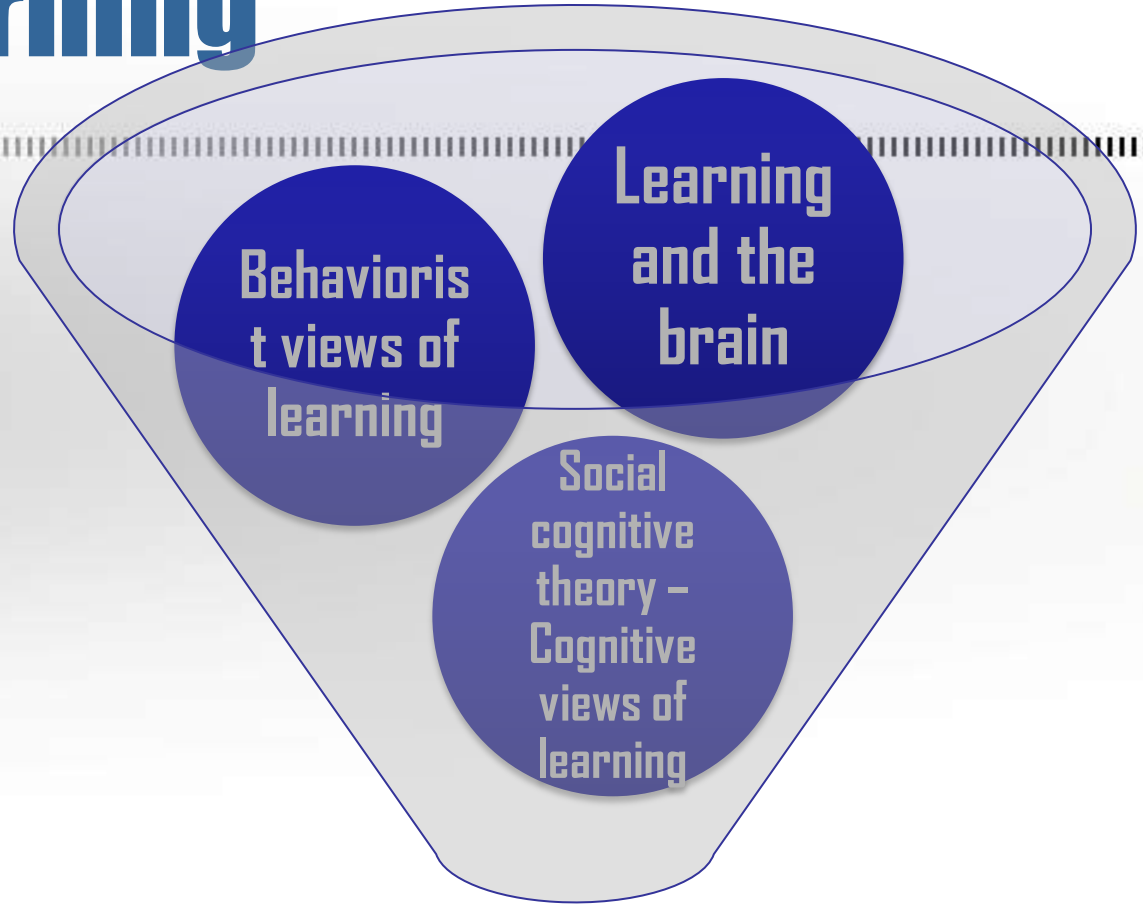 Behavioris
t views of
learning
Learning
and the
brain
Social
cognitive
theory –
Cognitive
views of
learning